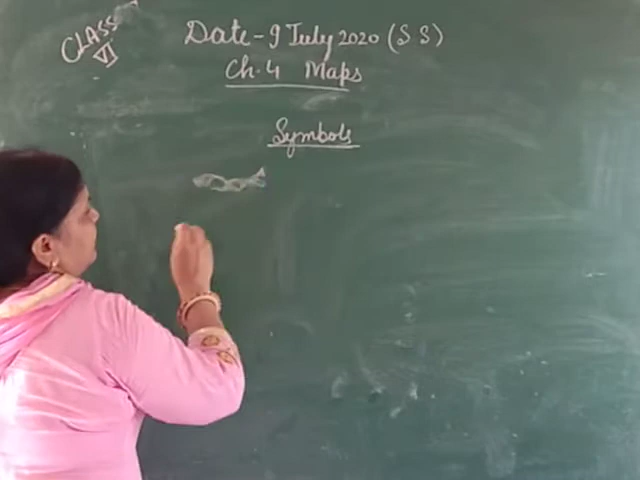 CLASS
VI
Date-9 July 2020 (S S)
Ch.4 Maps
Symbols